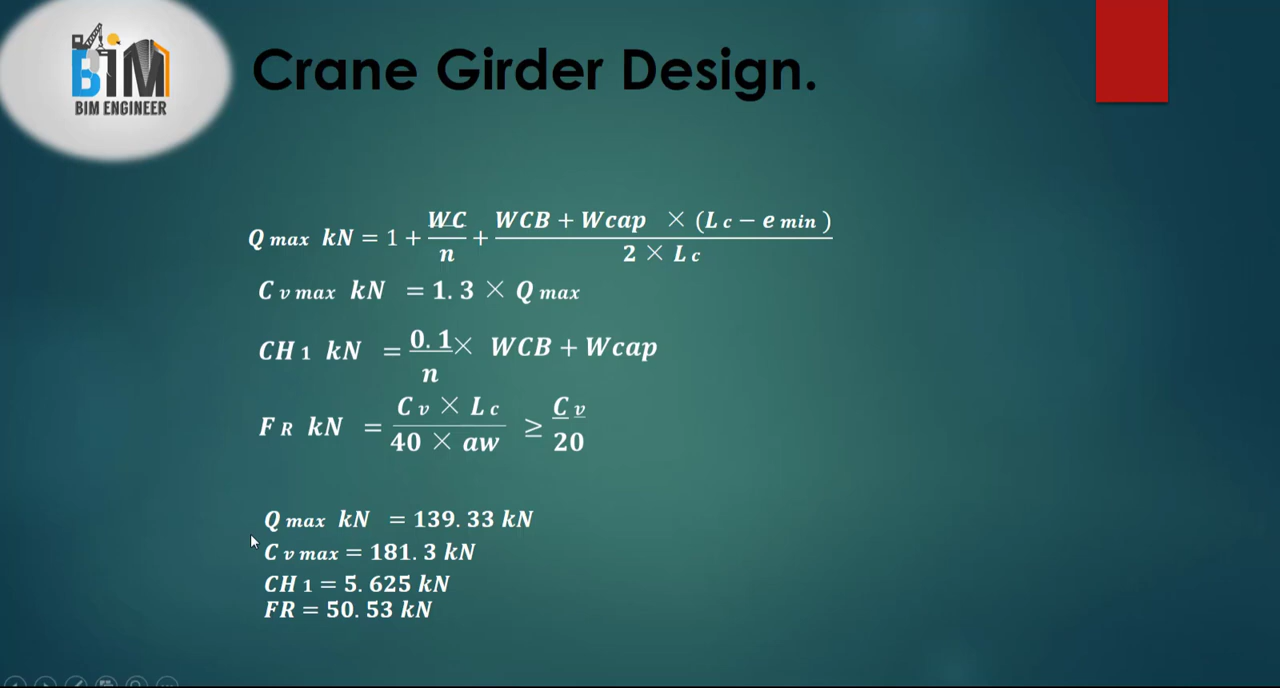 BIM
BIM ENGINEER
Crane Girder Design.
Q max kN = 1 + WC/n + WCB + Wcap × (L c − e min)/2 × L c
C v max kN = 1.3 × Q max
CH 1 kN = 0.1/n × WCB + Wcap
F R kN = C v × L c/40 × aw ≥ C v/20
Q max kN = 139.33 kN
C v max = 181.3 kN
CH 1 = 5.625 kN
FR = 50.53 kN